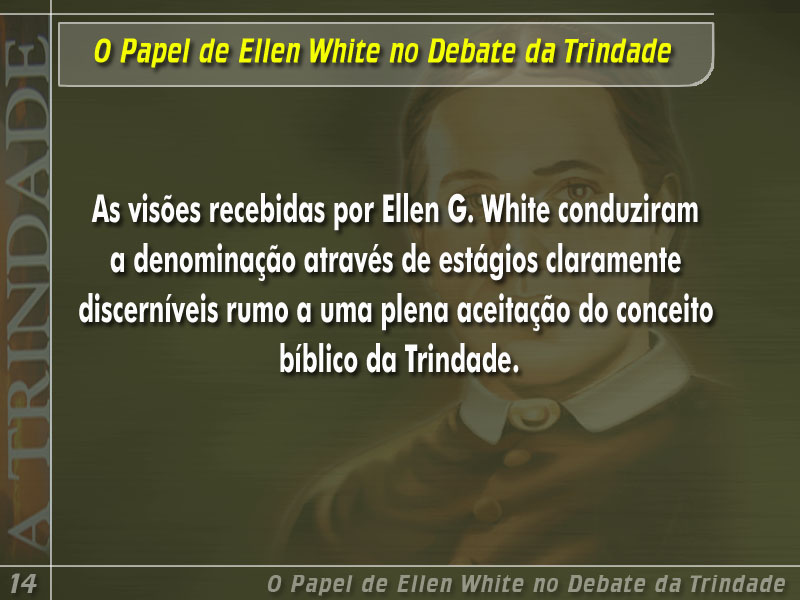 O Papel de Ellen White no Debate da Trindade
As visões recebidas por Ellen G. White conduziram
a denominação através de estágios claramente
discerníveis rumo a uma plena aceitação do conceito
bíblico da Trindade.
A TRINDADE
14
O Papel de Ellen White no Debate da Trindade